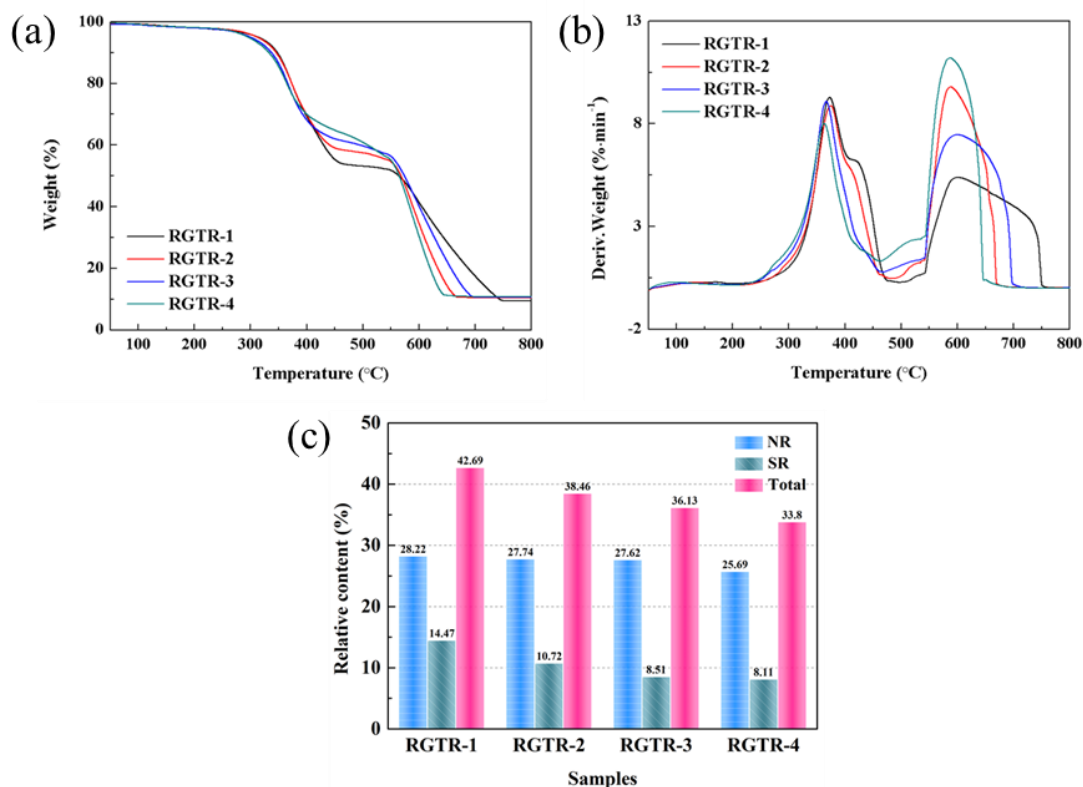 (a)
100
80
60
40
20
0
Weight (%)
RGTR-1
RGTR-2
RGTR-3
RGTR-4
100 200 300 400 500 600 700 800
Temperature (°C)
(b)
13
8
3
-2
Deriv.Weight (%·min⁻¹)
RGTR-1
RGTR-2
RGTR-3
RGTR-4
100 200 300 400 500 600 700 800
Temperature (°C)
(c)
50
40
30
20
10
0
Relative content (%)
NR
SR
Total
28.22 14.47 42.69
27.74 10.72 38.46
27.62 8.51 36.13
25.69 8.11 33.8
RGTR-1 RGTR-2 RGTR-3 RGTR-4
Samples